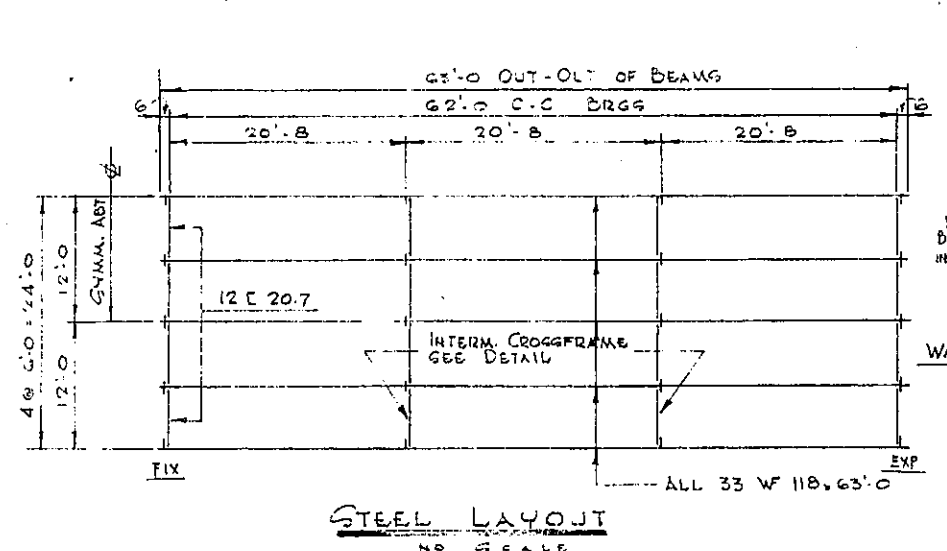 63'-0 OUT-OUT OF BEAMS
6
62'-0 C-C BRGS
6
20'-8
20'-8
20'-8
SYMM. ABT ℄
4 @ 6'-0 = 24'-0
12'-0
12'-0
12 [ 20.7
INTERM. CROSSFRAME
SEE DETAIL
FIX
EXP
ALL 33 WF 118 x 63'-0
STEEL LAYOUT
NO SCALE